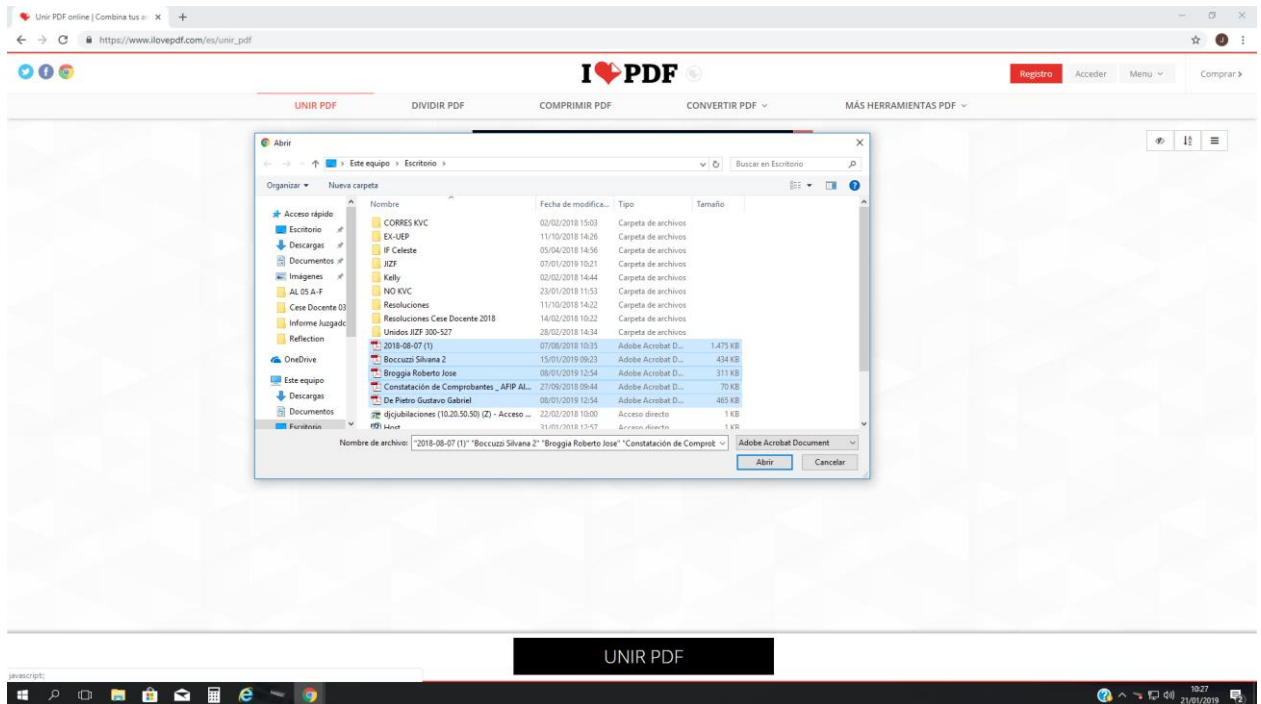 Unir PDF online | Combina tus a
https://www.ilovepdf.com/es/unir_pdf
I PDF
Registro Acceder Menu Comprar
UNIR PDF DIVIDIR PDF COMPRIMIR PDF CONVERTIR PDF MÁS HERRAMIENTAS PDF
Abrir
Este equipo > Escritorio >
Buscar en Escritorio
Organizar Nueva carpeta
Nombre Fecha de modifica... Tipo Tamaño
Acceso rápido
Escritorio
Descargas
Documentos
Imágenes
AL 05 A-F
Cese Docente 03
Informe Juzgadc
Reflection
OneDrive
Este equipo
Descargas
Documentos
Escritorio
CORRES KVC 02/02/2018 15:03 Carpeta de archivos
EX-UEP 11/10/2018 14:26 Carpeta de archivos
IF Celeste 05/04/2018 14:56 Carpeta de archivos
JIZF 07/01/2019 10:21 Carpeta de archivos
Kelly 02/02/2018 14:44 Carpeta de archivos
NO KVC 23/01/2018 11:53 Carpeta de archivos
Resoluciones 11/10/2018 14:22 Carpeta de archivos
Resoluciones Cese Docente 2018 14/02/2018 10:22 Carpeta de archivos
Unidos JIZF 300-527 28/02/2018 14:34 Carpeta de archivos
2018-08-07 (1) 07/08/2018 10:35 Adobe Acrobat D... 1.475 KB
Boccuzzi Silvana 2 15/01/2019 09:23 Adobe Acrobat D... 434 KB
Broggia Roberto Jose 08/01/2019 12:54 Adobe Acrobat D... 311 KB
Constatación de Comprobantes _ AFIP Al... 27/09/2018 09:44 Adobe Acrobat D... 70 KB
De Pietro Gustavo Gabriel 08/01/2019 12:54 Adobe Acrobat D... 465 KB
djcjubilaciones (10.20.50.50) (Z) - Acceso ... 22/02/2018 10:00 Acceso directo 1 KB
Host 31/01/2018 12:57 Acceso directo 1 KB
Nombre de archivo: "2018-08-07 (1)" "Boccuzzi Silvana 2" "Broggia Roberto Jose" "Constatación de Comprob Adobe Acrobat Document
Abrir Cancelar
UNIR PDF
javascript:;
10:27
21/01/2019